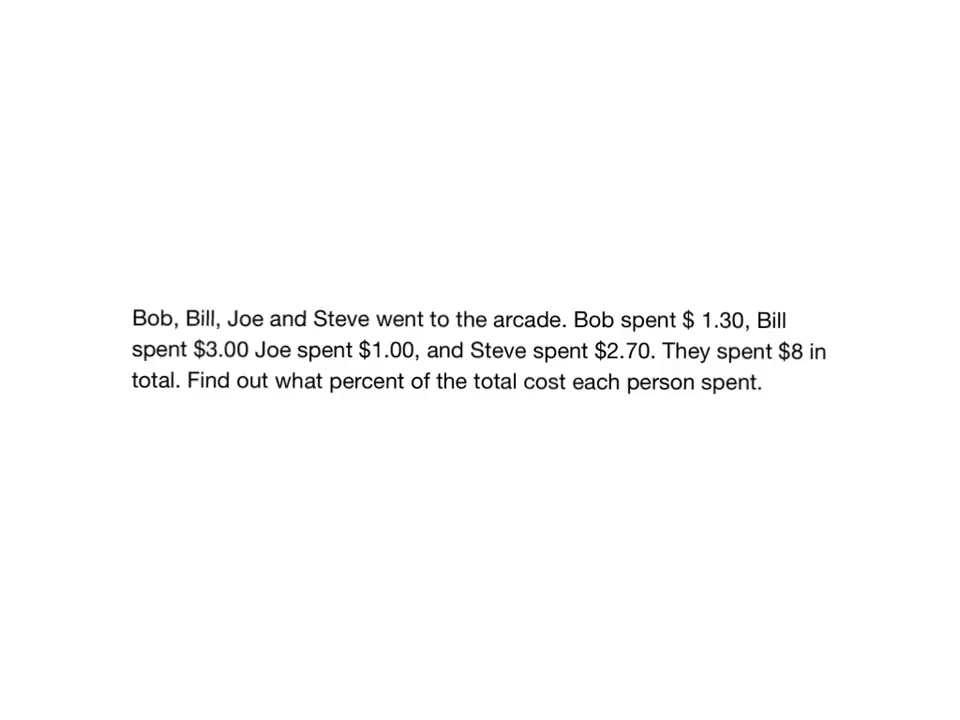 Bob, Bill, Joe and Steve went to the arcade. Bob spent $ 1.30, Bill
spent $3.00 Joe spent $1.00, and Steve spent $2.70. They spent $8 in
total. Find out what percent of the total cost each person spent.